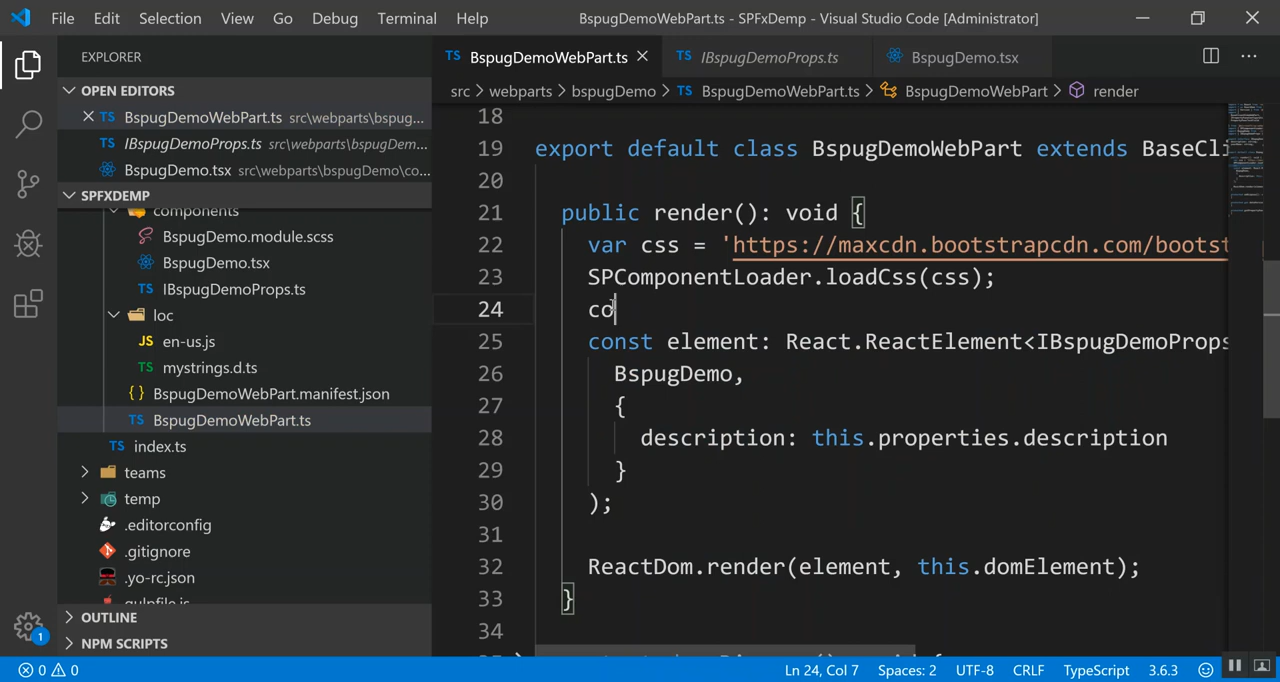 File Edit Selection View Go Debug Terminal Help BspugDemoWebPart.ts - SPFxDemp - Visual Studio Code [Administrator]
EXPLORER
OPEN EDITORS
BspugDemoWebPart.ts src\webparts\bspug...
IBspugDemoProps.ts src\webparts\bspugDem...
BspugDemo.tsx src\webparts\bspugDemo\co...
SPFXDEMP
components
BspugDemo.module.scss
BspugDemo.tsx
IBspugDemoProps.ts
loc
en-us.js
mystrings.d.ts
BspugDemoWebPart.manifest.json
BspugDemoWebPart.ts
index.ts
teams
temp
.editorconfig
.gitignore
.yo-rc.json
gulpfile.js
OUTLINE
NPM SCRIPTS
1
BspugDemoWebPart.ts IBspugDemoProps.ts BspugDemo.tsx
src > webparts > bspugDemo > BspugDemoWebPart.ts > BspugDemoWebPart > render
18
19 export default class BspugDemoWebPart extends BaseCli
20
21 public render(): void {
22 var css = 'https://maxcdn.bootstrapcdn.com/bootst
23 SPComponentLoader.loadCss(css);
24 co
25 const element: React.ReactElement<IBspugDemoProps
26 BspugDemo,
27 {
28 description: this.properties.description
29 }
30 );
31
32 ReactDom.render(element, this.domElement);
33 }
34
0 0 Ln 24, Col 7 Spaces: 2 UTF-8 CRLF TypeScript 3.6.3